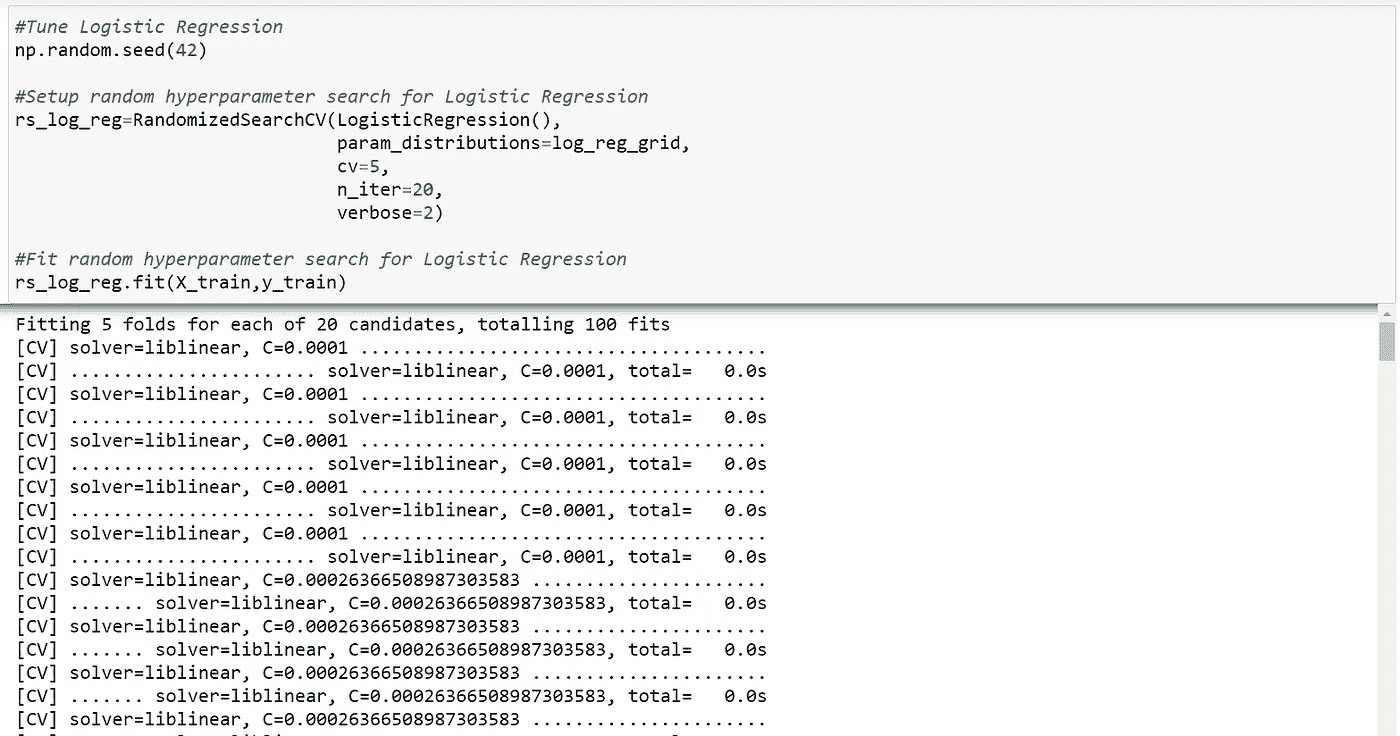 #Tune Logistic Regression
np.random.seed(42)
#Setup random hyperparameter search for Logistic Regression
rs_log_reg=RandomizedSearchCV(LogisticRegression(),
param_distributions=log_reg_grid,
cv=5,
n_iter=20,
verbose=2)
#Fit random hyperparameter search for Logistic Regression
rs_log_reg.fit(X_train,y_train)
Fitting 5 folds for each of 20 candidates, totalling 100 fits
[CV] solver=liblinear, C=0.0001 ......................................
[CV] ....................... solver=liblinear, C=0.0001, total=   0.0s
[CV] solver=liblinear, C=0.0001 ......................................
[CV] ....................... solver=liblinear, C=0.0001, total=   0.0s
[CV] solver=liblinear, C=0.0001 ......................................
[CV] ....................... solver=liblinear, C=0.0001, total=   0.0s
[CV] solver=liblinear, C=0.0001 ......................................
[CV] ....................... solver=liblinear, C=0.0001, total=   0.0s
[CV] solver=liblinear, C=0.0001 ......................................
[CV] ....................... solver=liblinear, C=0.0001, total=   0.0s
[CV] solver=liblinear, C=0.00026366508987303583 ......................
[CV] ....... solver=liblinear, C=0.00026366508987303583, total=   0.0s
[CV] solver=liblinear, C=0.00026366508987303583 ......................
[CV] ....... solver=liblinear, C=0.00026366508987303583, total=   0.0s
[CV] solver=liblinear, C=0.00026366508987303583 ......................
[CV] ....... solver=liblinear, C=0.00026366508987303583, total=   0.0s
[CV] solver=liblinear, C=0.00026366508987303583 ......................